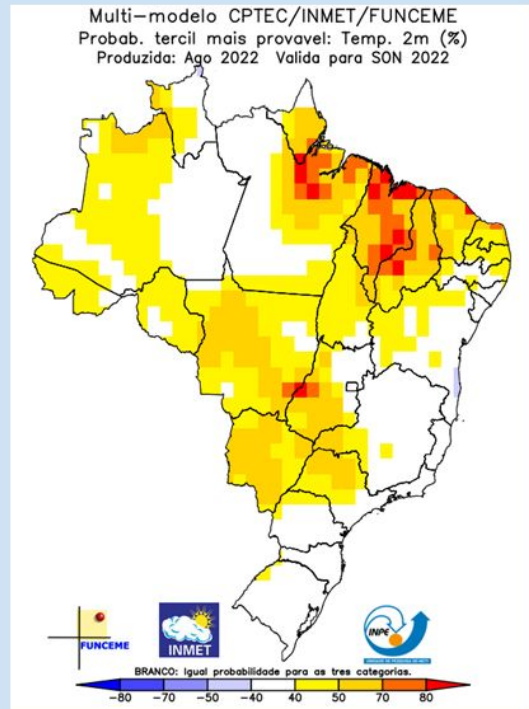 Multi-modelo CPTEC/INMET/FUNCEME
Probab. tercil mais provavel: Temp. 2m (%)
Produzida: Ago 2022 Valida para SON 2022
FUNCEME
INMET
INPE
BRANCO: Igual probabilidade para as tres categorias.
-80 -70 -50 -40 40 50 70 80